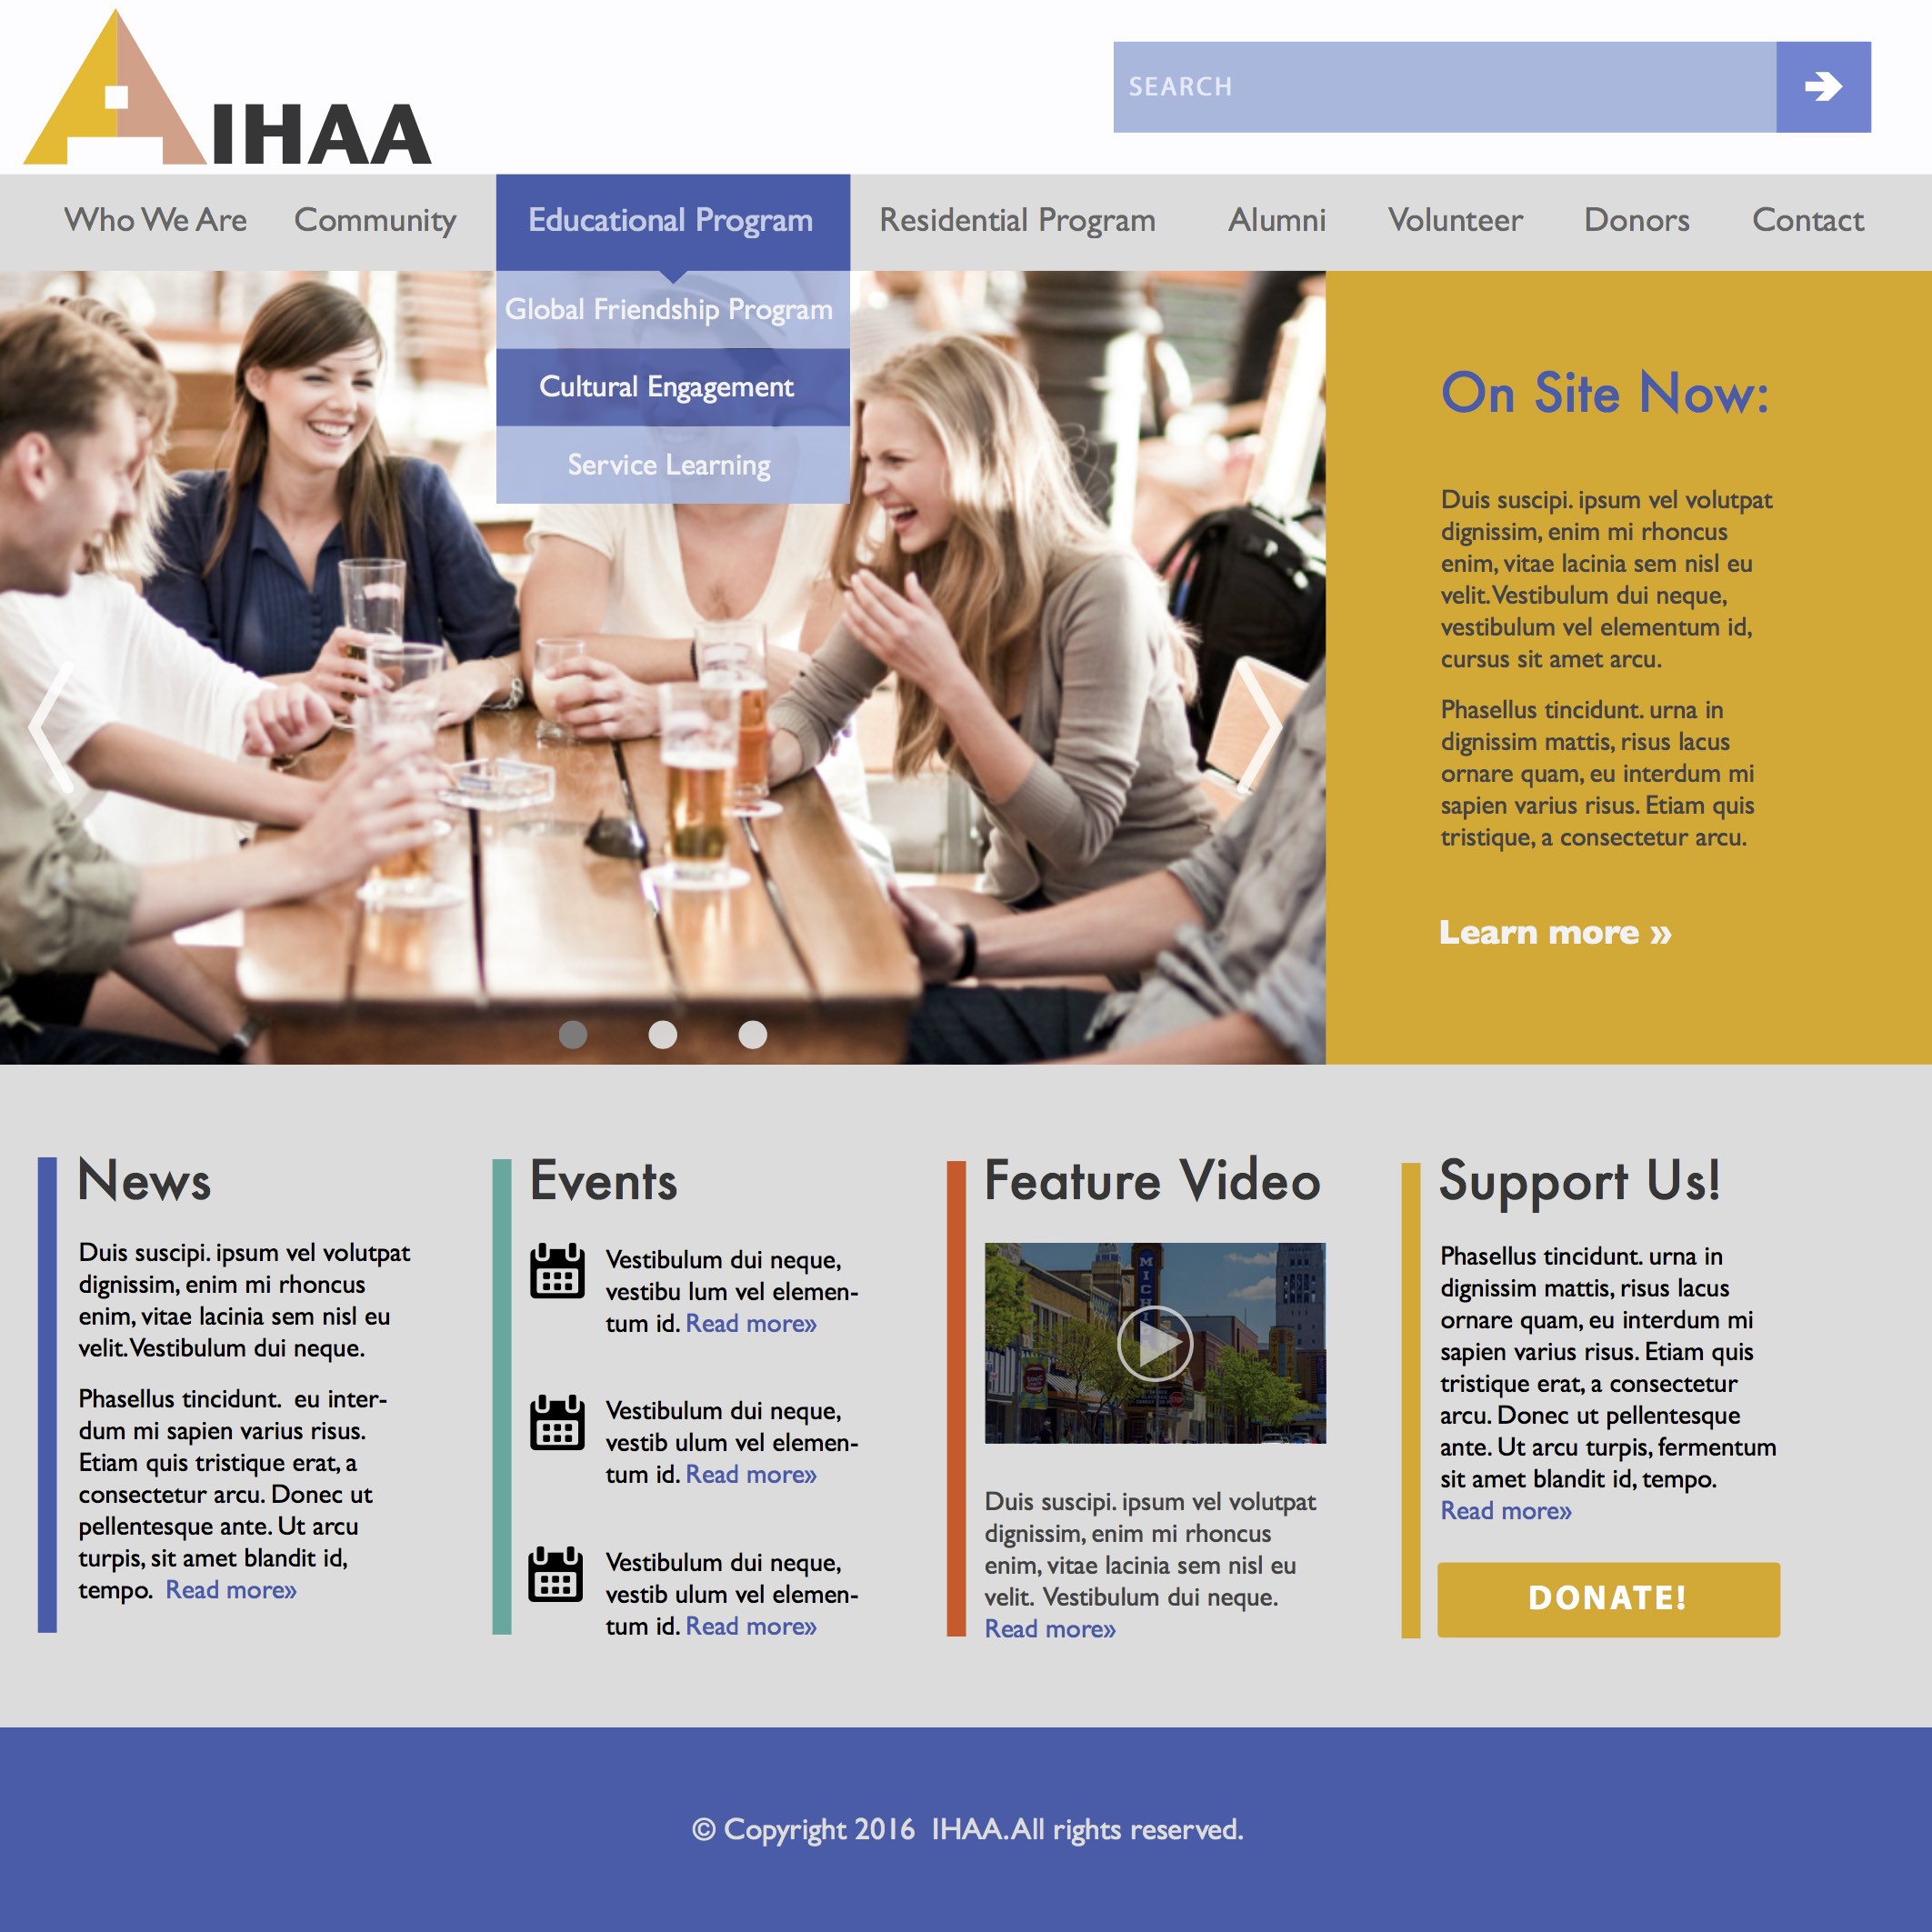 IHAA
SEARCH
Who We Are
Community
Educational Program
Residential Program
Alumni
Volunteer
Donors
Contact
Global Friendship Program
Cultural Engagement
Service Learning
On Site Now:
Duis suscipi. ipsum vel volutpat
dignissim, enim mi rhoncus
enim, vitae lacinia sem nisl eu
velit. Vestibulum dui neque,
vestibulum vel elementum id,
cursus sit amet arcu.
Phasellus tincidunt. urna in
dignissim mattis, risus lacus
ornare quam, eu interdum mi
sapien varius risus. Etiam quis
tristique, a consectetur arcu.
Learn more »
News
Duis suscipi. ipsum vel volutpat
dignissim, enim mi rhoncus
enim, vitae lacinia sem nisl eu
velit. Vestibulum dui neque.
Phasellus tincidunt. eu inter-
dum mi sapien varius risus.
Etiam quis tristique erat, a
consectetur arcu. Donec ut
pellentesque ante. Ut arcu
turpis, sit amet blandit id,
tempo. Read more»
Events
Vestibulum dui neque,
vestibu lum vel elemen-
tum id. Read more»
Vestibulum dui neque,
vestib ulum vel elemen-
tum id. Read more»
Vestibulum dui neque,
vestib ulum vel elemen-
tum id. Read more»
Feature Video
Duis suscipi. ipsum vel volutpat
dignissim, enim mi rhoncus
enim, vitae lacinia sem nisl eu
velit. Vestibulum dui neque.
Read more»
Support Us!
Phasellus tincidunt. urna in
dignissim mattis, risus lacus
ornare quam, eu interdum mi
sapien varius risus. Etiam quis
tristique erat, a consectetur
arcu. Donec ut pellentesque
ante. Ut arcu turpis, fermentum
sit amet blandit id, tempo.
Read more»
DONATE!
© Copyright 2016 IHAA. All rights reserved.